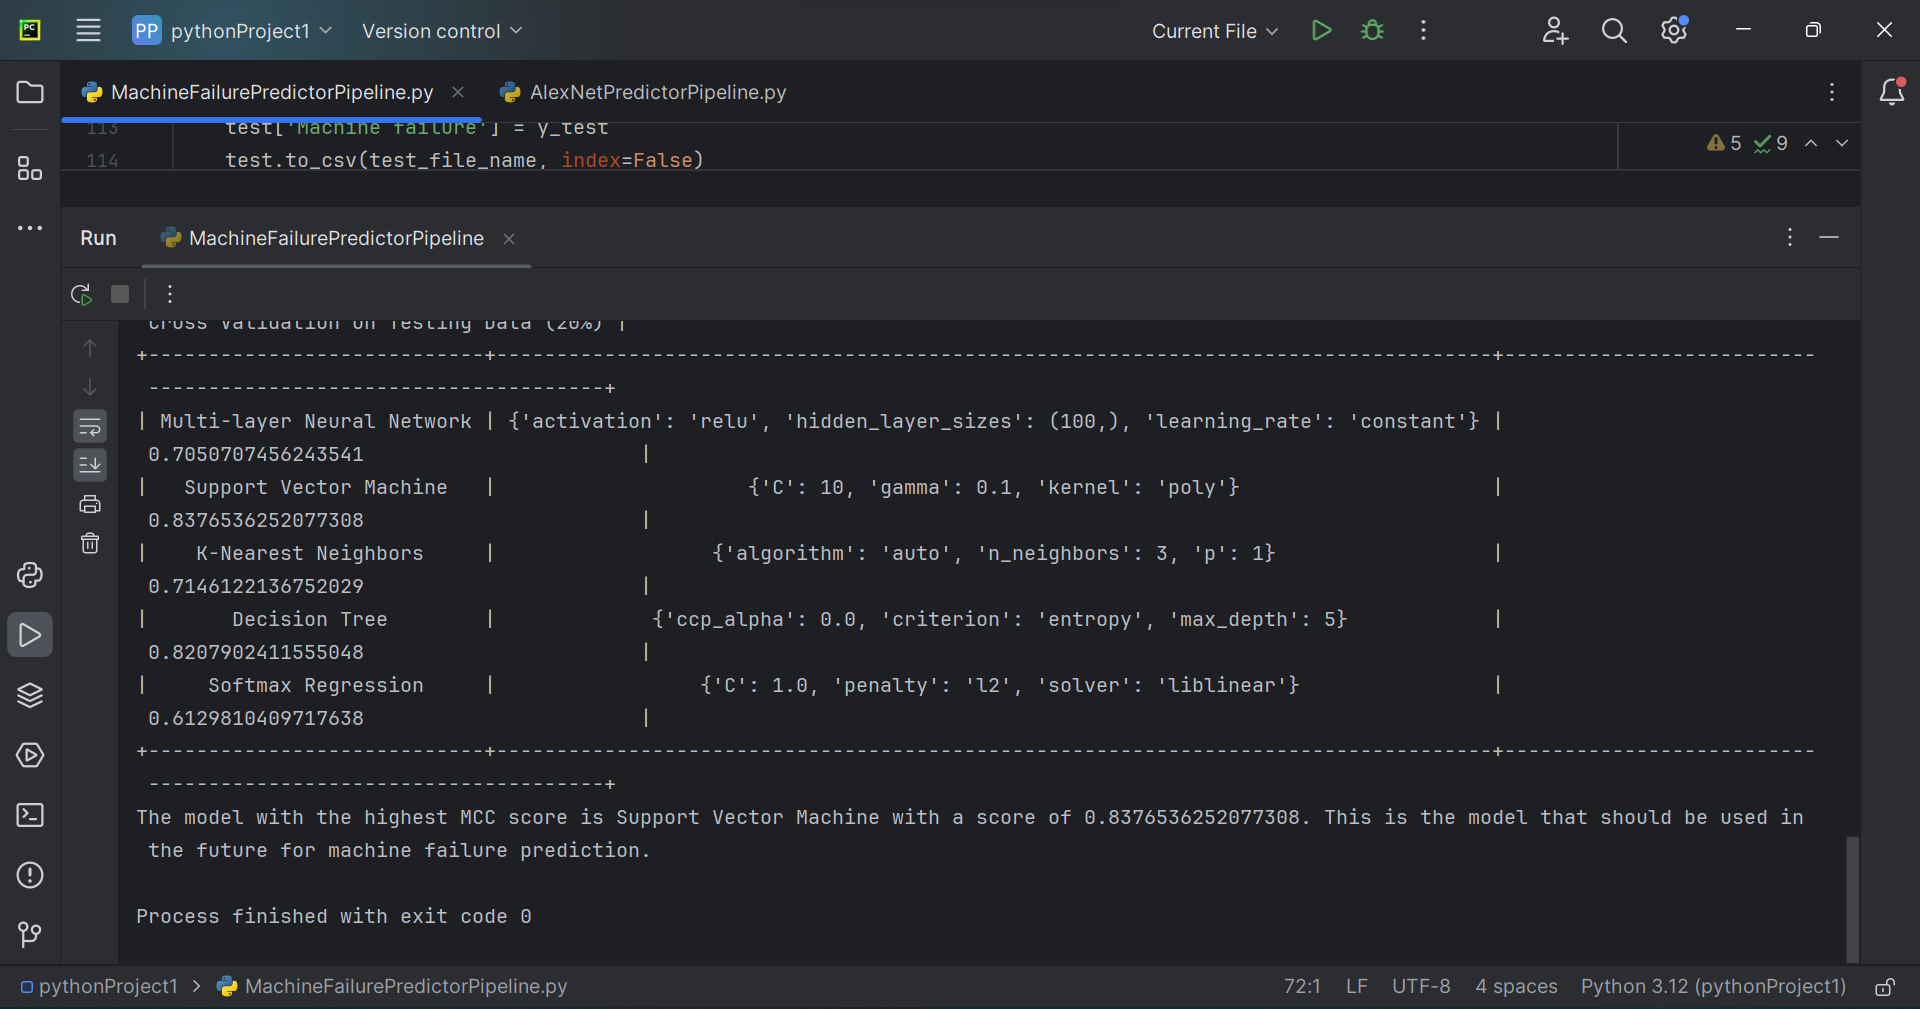 PC PP pythonProject1 Version control Current File
MachineFailurePredictorPipeline.py AlexNetPredictorPipeline.py
113 test['Machine failure'] = y_test
114 test.to_csv(test_file_name, index=False) 5 9
Run MachineFailurePredictorPipeline
Cross Validation on Testing Data (20%) |
+----------------------------+-----------------------------------------------------------------------------------+--------------------------
--------------------------------------+
| Multi-layer Neural Network | {'activation': 'relu', 'hidden_layer_sizes': (100,), 'learning_rate': 'constant'} |
0.7050707456243541 |
| Support Vector Machine | {'C': 10, 'gamma': 0.1, 'kernel': 'poly'} |
0.8376536252077308 |
| K-Nearest Neighbors | {'algorithm': 'auto', 'n_neighbors': 3, 'p': 1} |
0.7146122136752029 |
| Decision Tree | {'ccp_alpha': 0.0, 'criterion': 'entropy', 'max_depth': 5} |
0.8207902411555048 |
| Softmax Regression | {'C': 1.0, 'penalty': 'l2', 'solver': 'liblinear'} |
0.6129810409717638 |
+----------------------------+-----------------------------------------------------------------------------------+--------------------------
--------------------------------------+
The model with the highest MCC score is Support Vector Machine with a score of 0.8376536252077308. This is the model that should be used in
the future for machine failure prediction.
Process finished with exit code 0
pythonProject1 > MachineFailurePredictorPipeline.py 72:1 LF UTF-8 4 spaces Python 3.12 (pythonProject1)